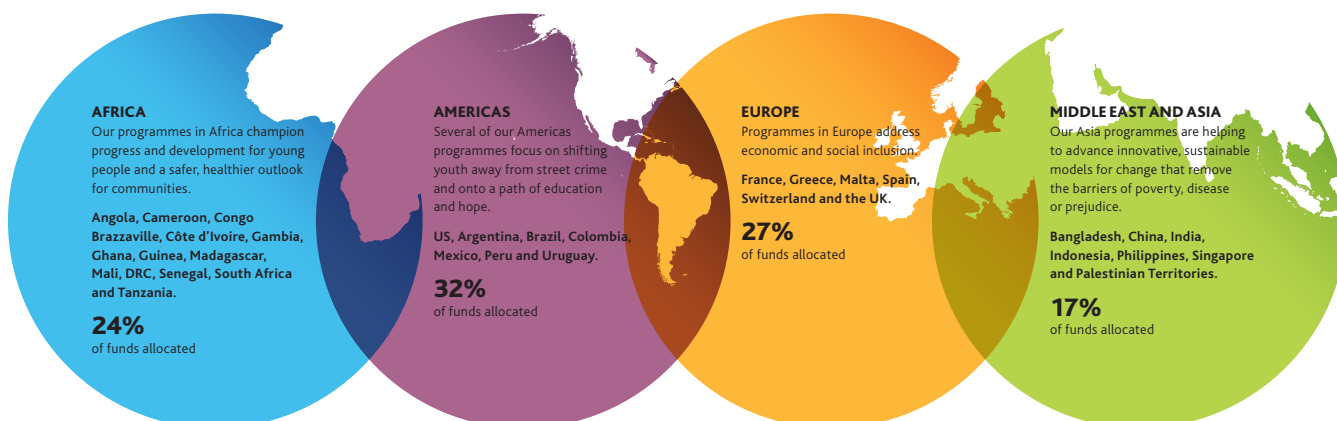 AFRICA
Our programmes in Africa champion
progress and development for young
people and a safer, healthier outlook
for communities.
Angola, Cameroon, Congo
Brazzaville, Côte d’Ivoire, Gambia,
Ghana, Guinea, Madagascar,
Mali, DRC, Senegal, South Africa
and Tanzania.
24%
of funds allocated
AMERICAS
Several of our Americas
programmes focus on shifting
youth away from street crime
and onto a path of education
and hope.
US, Argentina, Brazil, Colombia,
Mexico, Peru and Uruguay.
32%
of funds allocated
EUROPE
Programmes in Europe address
economic and social inclusion.
France, Greece, Malta, Spain,
Switzerland and the UK.
27%
of funds allocated
MIDDLE EAST AND ASIA
Our Asia programmes are helping
to advance innovative, sustainable
models for change that remove
the barriers of poverty, disease
or prejudice.
Bangladesh, China, India,
Indonesia, Philippines, Singapore
and Palestinian Territories.
17%
of funds allocated